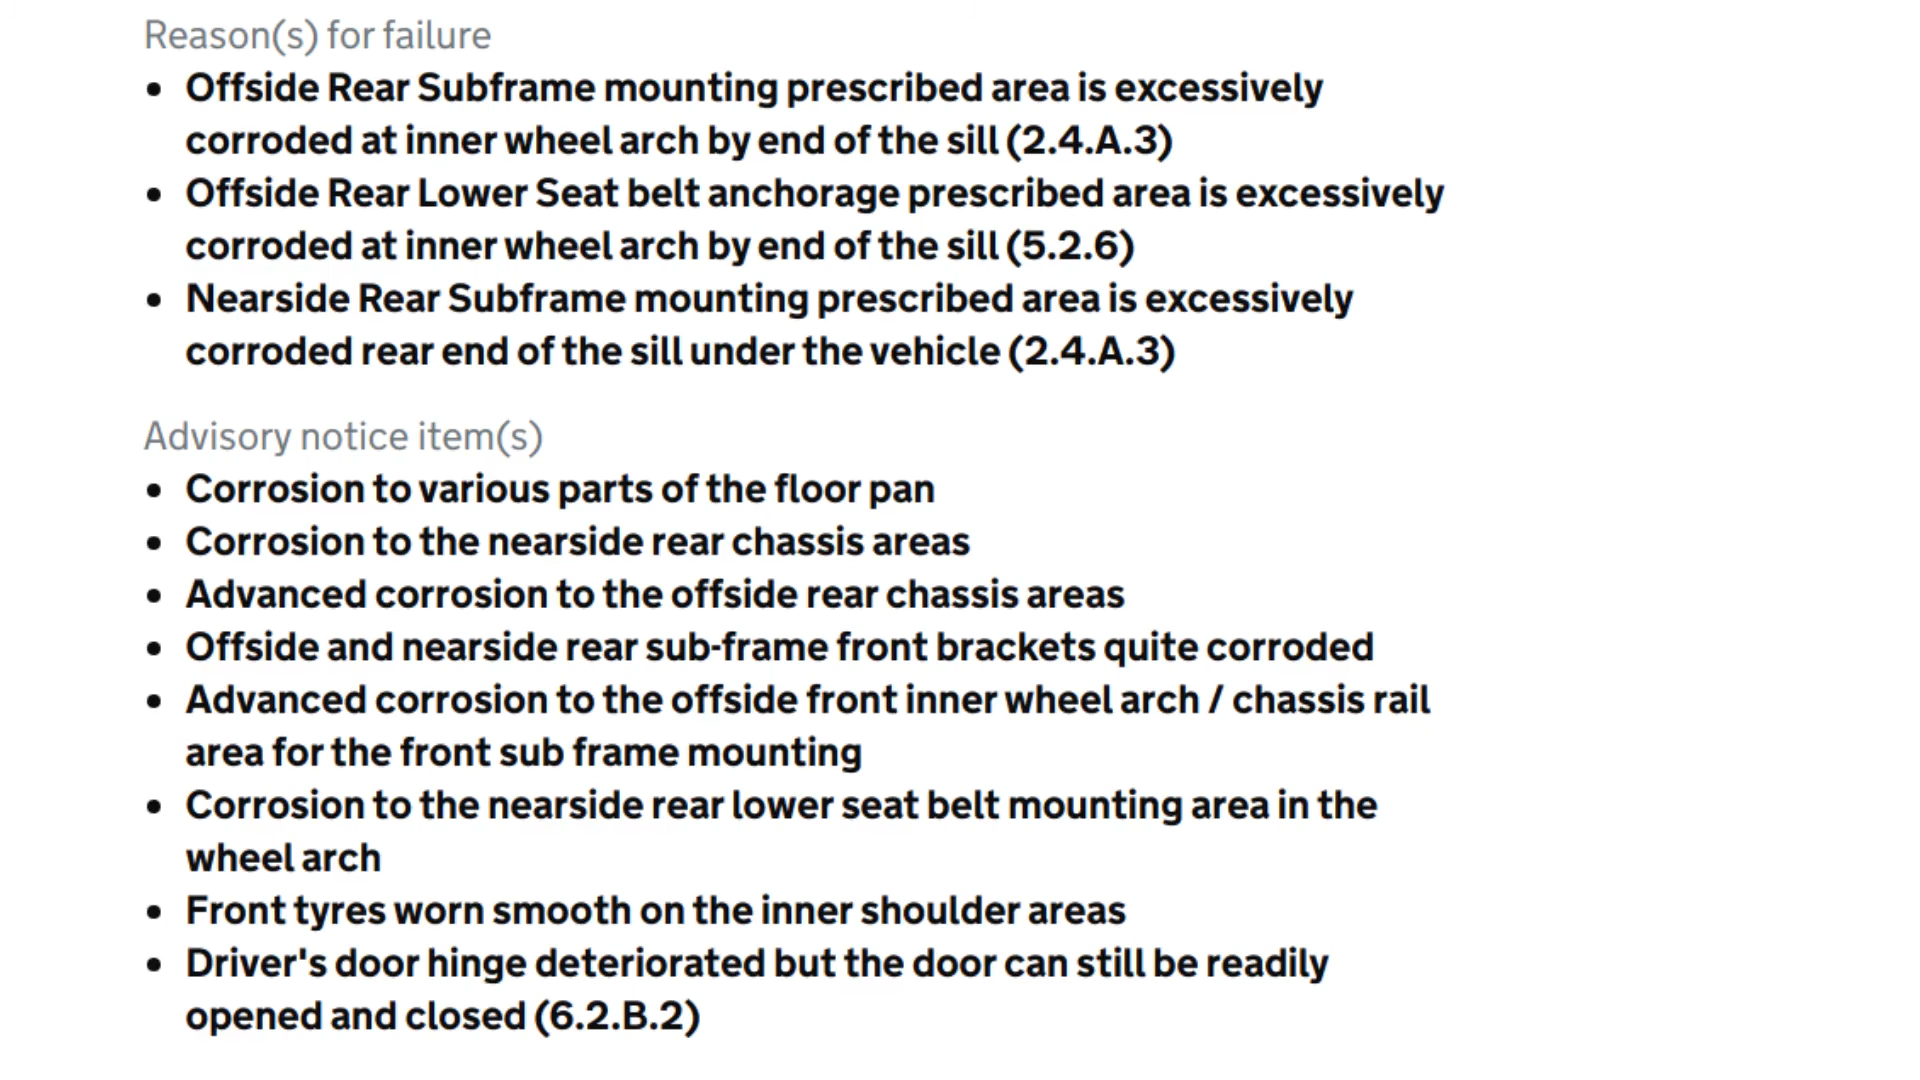 Reason(s) for failure
• Offside Rear Subframe mounting prescribed area is excessively
corroded at inner wheel arch by end of the sill (2.4.A.3)
• Offside Rear Lower Seat belt anchorage prescribed area is excessively
corroded at inner wheel arch by end of the sill (5.2.6)
• Nearside Rear Subframe mounting prescribed area is excessively
corroded rear end of the sill under the vehicle (2.4.A.3)
Advisory notice item(s)
• Corrosion to various parts of the floor pan
• Corrosion to the nearside rear chassis areas
• Advanced corrosion to the offside rear chassis areas
• Offside and nearside rear sub-frame front brackets quite corroded
• Advanced corrosion to the offside front inner wheel arch / chassis rail
area for the front sub frame mounting
• Corrosion to the nearside rear lower seat belt mounting area in the
wheel arch
• Front tyres worn smooth on the inner shoulder areas
• Driver's door hinge deteriorated but the door can still be readily
opened and closed (6.2.B.2)